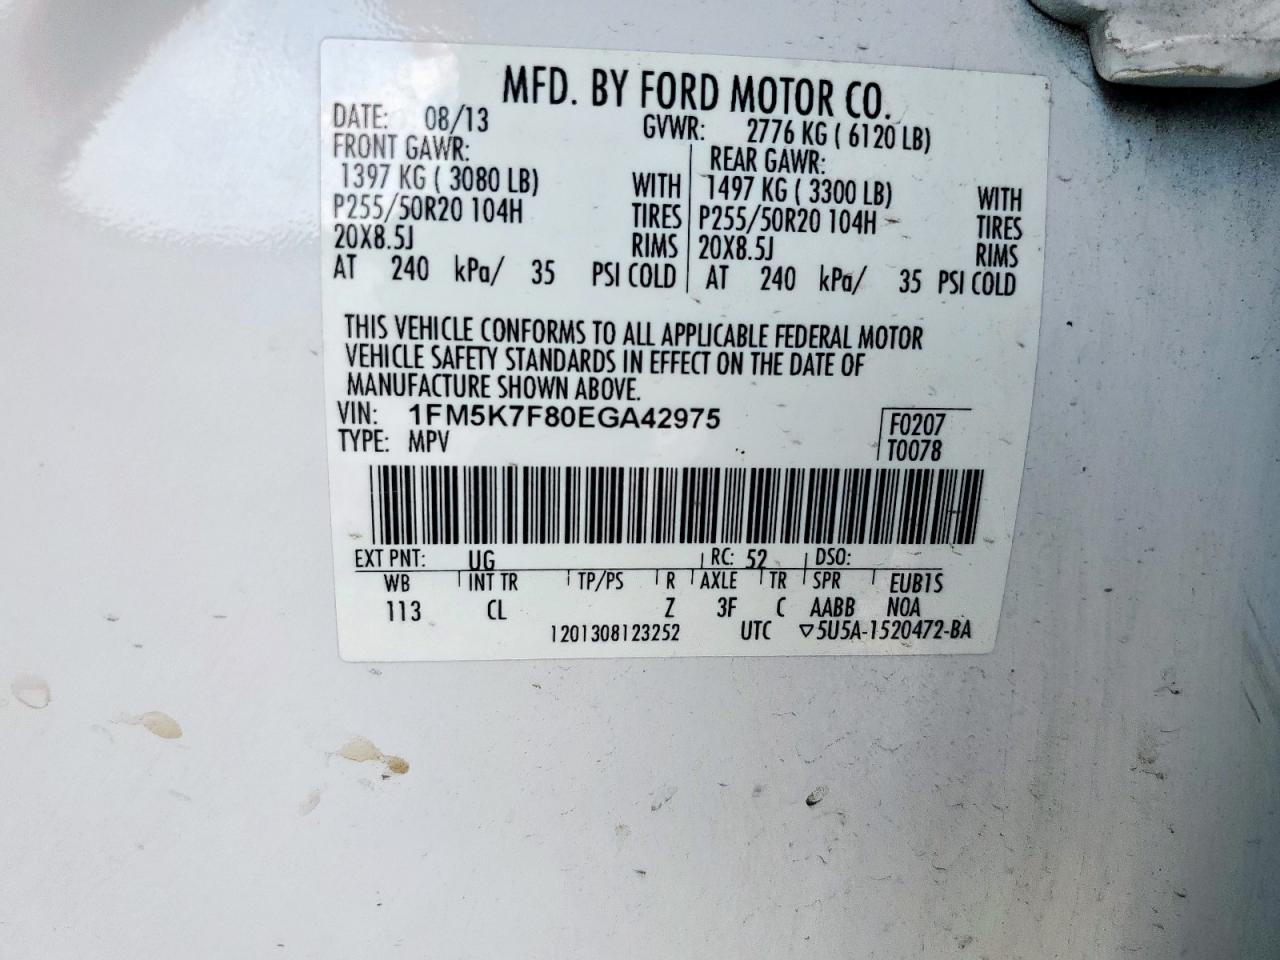 MFD. BY FORD MOTOR CO.
DATE: 08/13 GVWR: 2776 KG ( 6120 LB)
FRONT GAWR: REAR GAWR:
1397 KG ( 3080 LB) WITH 1497 KG ( 3300 LB) WITH
P255/50R20 104H TIRES P255/50R20 104H TIRES
20X8.5J RIMS 20X8.5J RIMS
AT 240 kPa/ 35 PSI COLD AT 240 kPa/ 35 PSI COLD
THIS VEHICLE CONFORMS TO ALL APPLICABLE FEDERAL MOTOR
VEHICLE SAFETY STANDARDS IN EFFECT ON THE DATE OF
MANUFACTURE SHOWN ABOVE.
VIN: 1FM5K7F80EGA42975 F0207
TYPE: MPV T0078
EXT PNT: UG RC: 52 DSO:
WB INT TR TP/PS R AXLE TR SPR EUB1S
113 CL Z 3F C AABB NOA
1201308123252 UTC ▽5U5A-1520472-BA